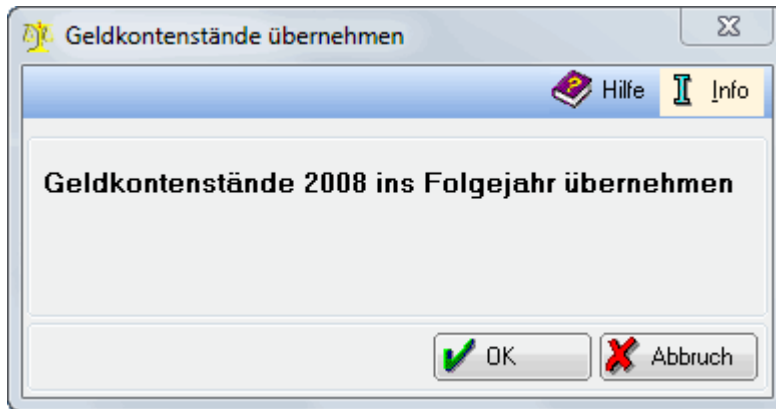 Geldkontenstände übernehmen
Hilfe Info
Geldkontenstände 2008 ins Folgejahr übernehmen
OK Abbruch